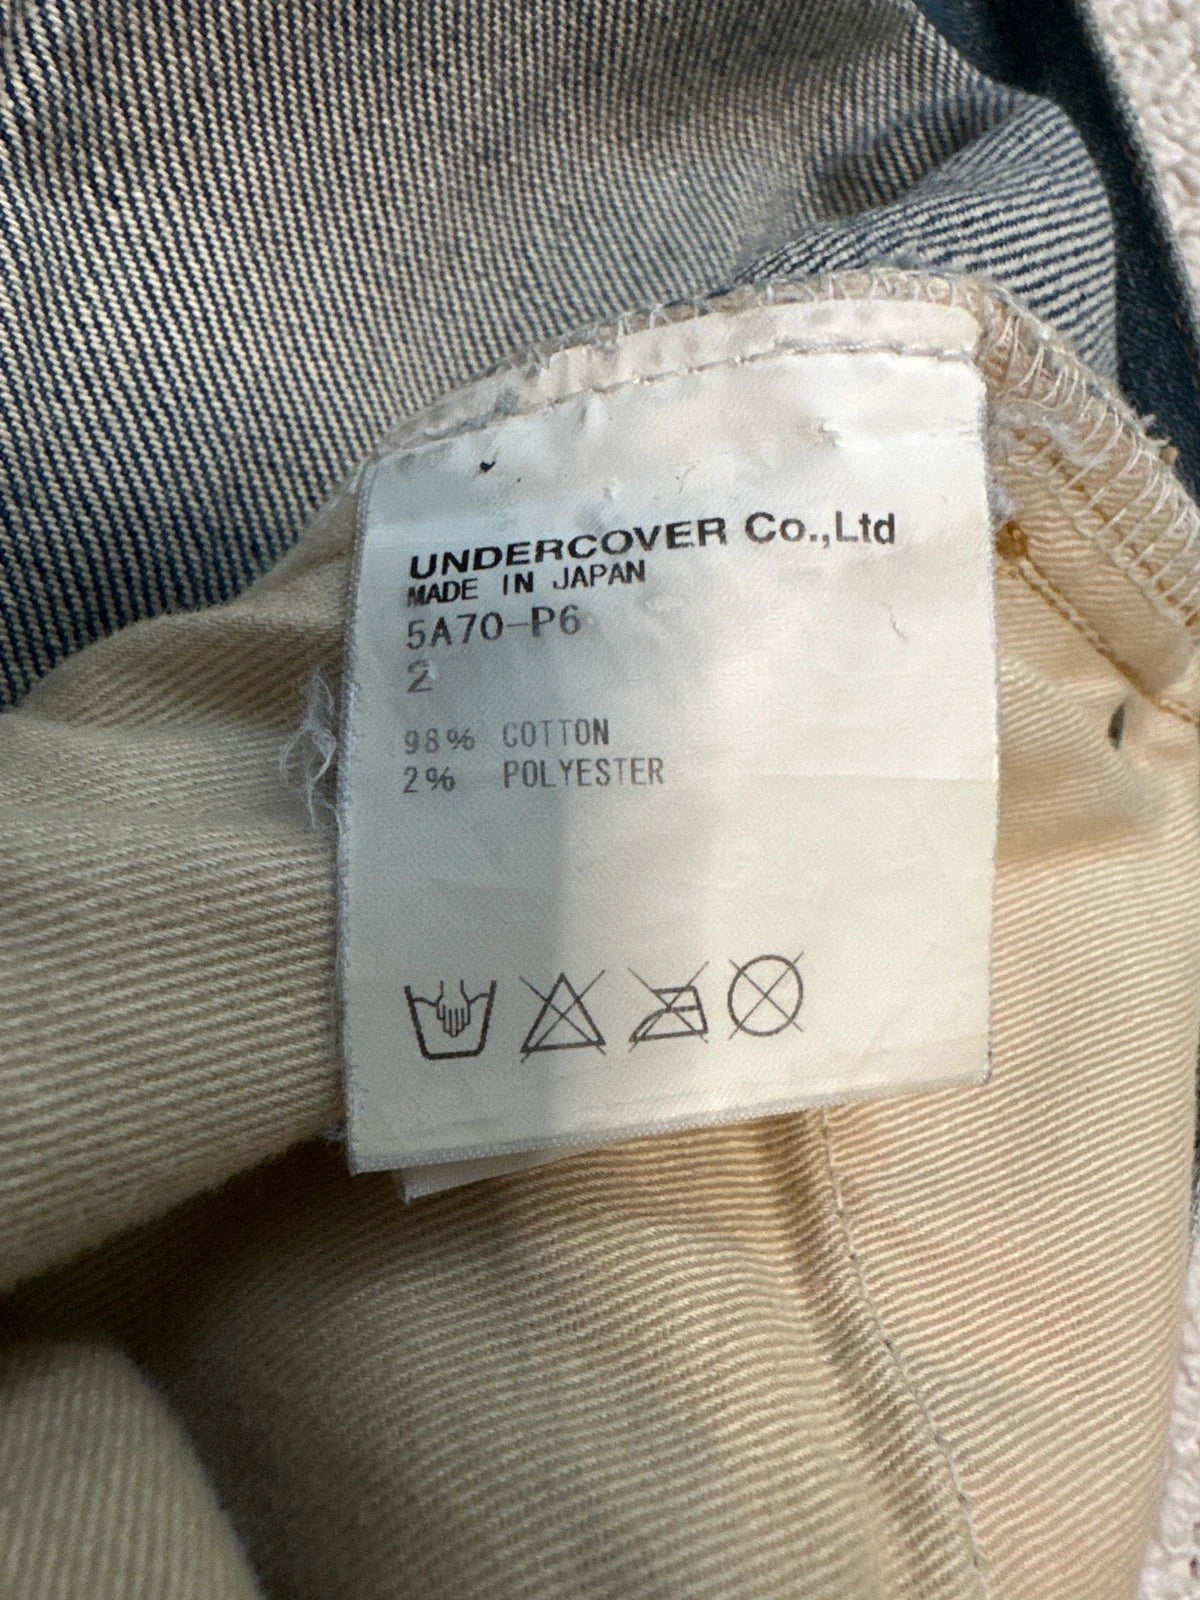 UNDERCOVER Co.,Ltd
MADE IN JAPAN
5A70-P6
2
98% COTTON
2% POLYESTER